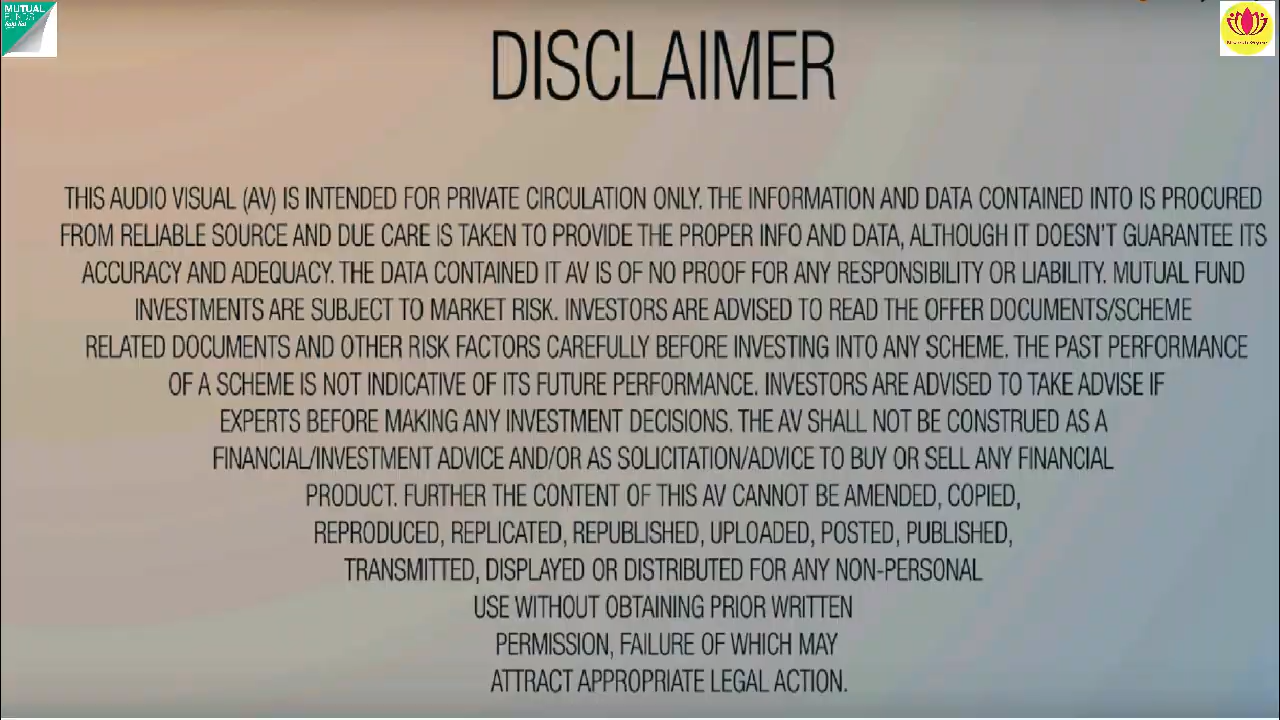 MUTUAL
FUNDS
Sahi Hai
DISCLAIMER
THIS AUDIO VISUAL (AV) IS INTENDED FOR PRIVATE CIRCULATION ONLY. THE INFORMATION AND DATA CONTAINED INTO IS PROCURED
FROM RELIABLE SOURCE AND DUE CARE IS TAKEN TO PROVIDE THE PROPER INFO AND DATA, ALTHOUGH IT DOESN'T GUARANTEE ITS
ACCURACY AND ADEQUACY. THE DATA CONTAINED IT AV IS OF NO PROOF FOR ANY RESPONSIBILITY OR LIABILITY. MUTUAL FUND
INVESTMENTS ARE SUBJECT TO MARKET RISK. INVESTORS ARE ADVISED TO READ THE OFFER DOCUMENTS/SCHEME
RELATED DOCUMENTS AND OTHER RISK FACTORS CAREFULLY BEFORE INVESTING INTO ANY SCHEME. THE PAST PERFORMANCE
OF A SCHEME IS NOT INDICATIVE OF ITS FUTURE PERFORMANCE. INVESTORS ARE ADVISED TO TAKE ADVISE IF
EXPERTS BEFORE MAKING ANY INVESTMENT DECISIONS. THE AV SHALL NOT BE CONSTRUED AS A
FINANCIAL/INVESTMENT ADVICE AND/OR AS SOLICITATION/ADVICE TO BUY OR SELL ANY FINANCIAL
PRODUCT. FURTHER THE CONTENT OF THIS AV CANNOT BE AMENDED, COPIED,
REPRODUCED, REPLICATED, REPUBLISHED, UPLOADED, POSTED, PUBLISHED,
TRANSMITTED, DISPLAYED OR DISTRIBUTED FOR ANY NON-PERSONAL
USE WITHOUT OBTAINING PRIOR WRITTEN
PERMISSION, FAILURE OF WHICH MAY
ATTRACT APPROPRIATE LEGAL ACTION.